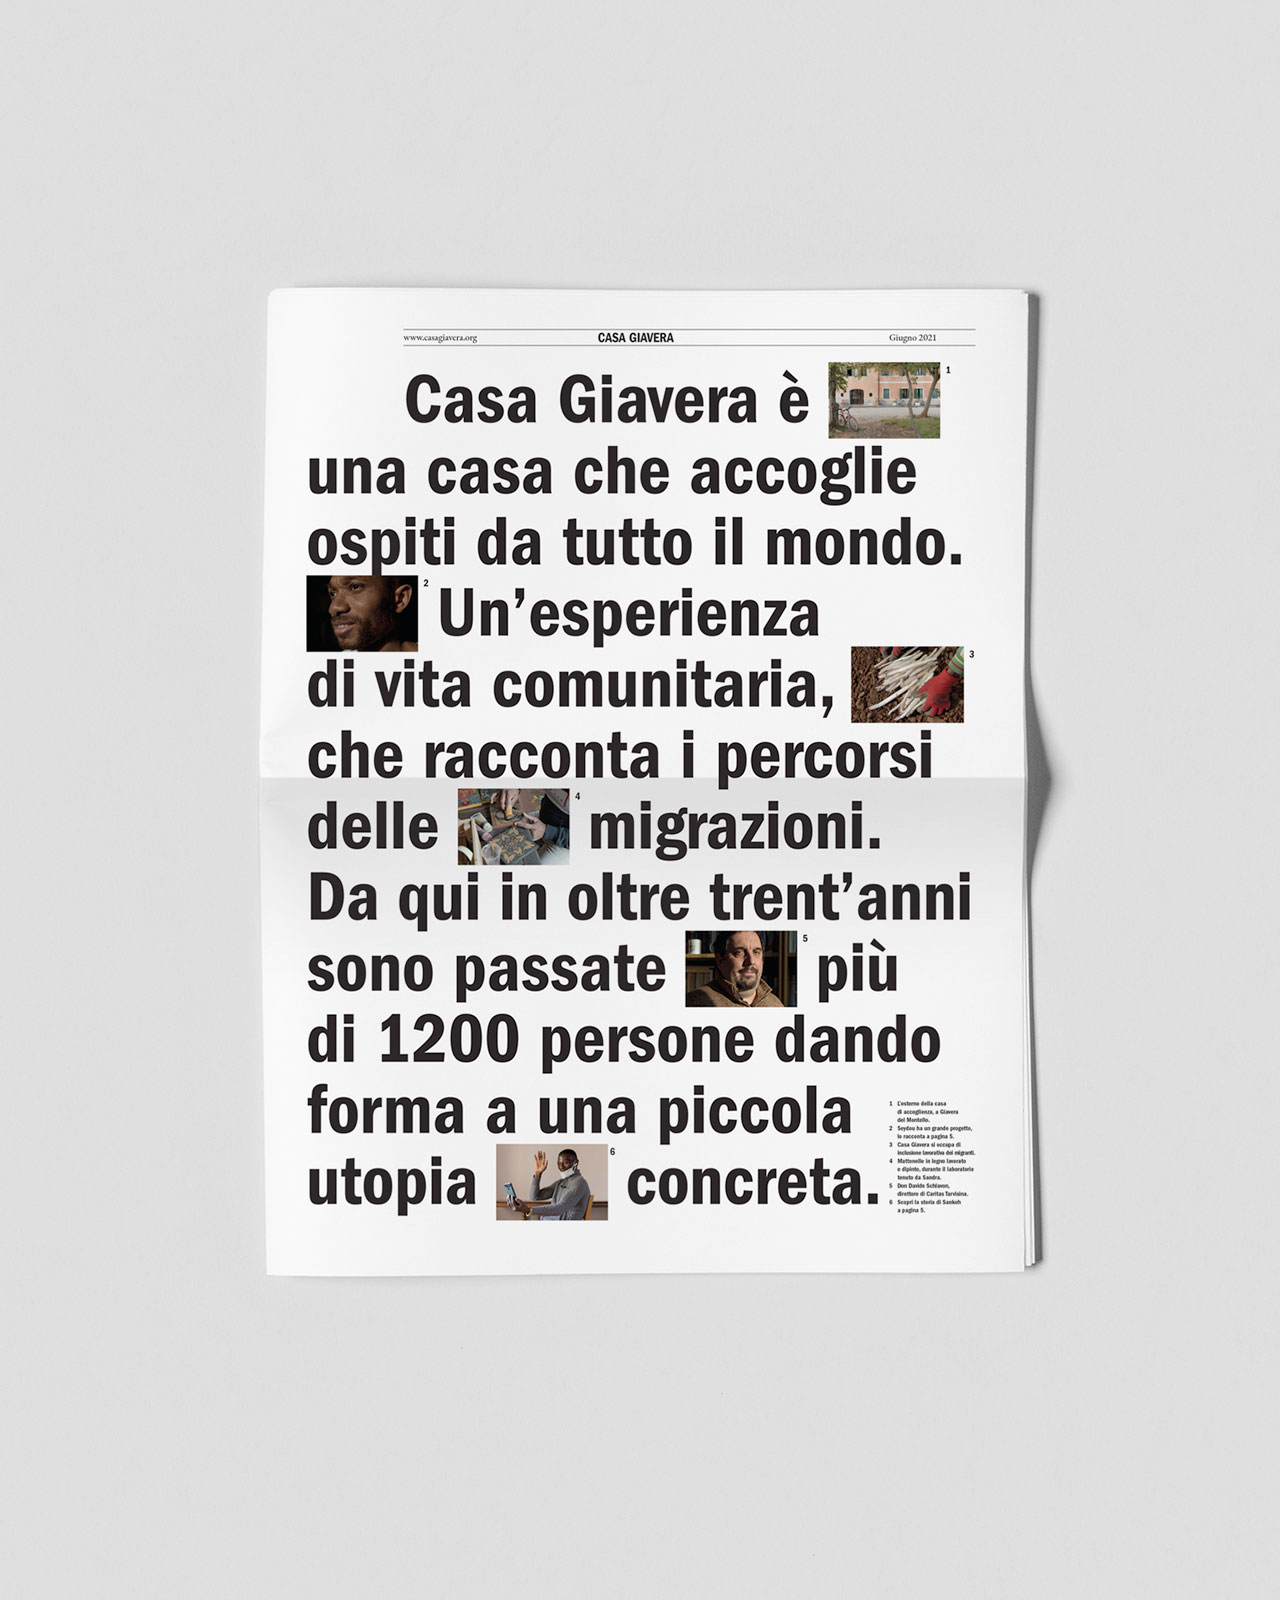 www.casagiavera.org CASA GIAVERA Giugno 2021
Casa Giavera è 1
una casa che accoglie
ospiti da tutto il mondo.
2 Un’esperienza
di vita comunitaria, 3
che racconta i percorsi
delle 4 migrazioni.
Da qui in oltre trent’anni
sono passate 5 più
di 1200 persone dando
forma a una piccola
utopia 6 concreta.
1 L’esterno della casa
di accoglienza, a Giavera
del Montello.
2 Seydou ha un grande progetto,
lo racconta a pagina 5.
3 Casa Giavera si occupa di
inclusione lavorativa dei migranti.
4 Mattonelle in legno lavorato
e dipinto, durante il laboratorio
tenuto da Sandra.
5 Don Davide Schiavon,
direttore di Caritas Tarvisina.
6 Scopri la storia di Sankoh
a pagina 5.